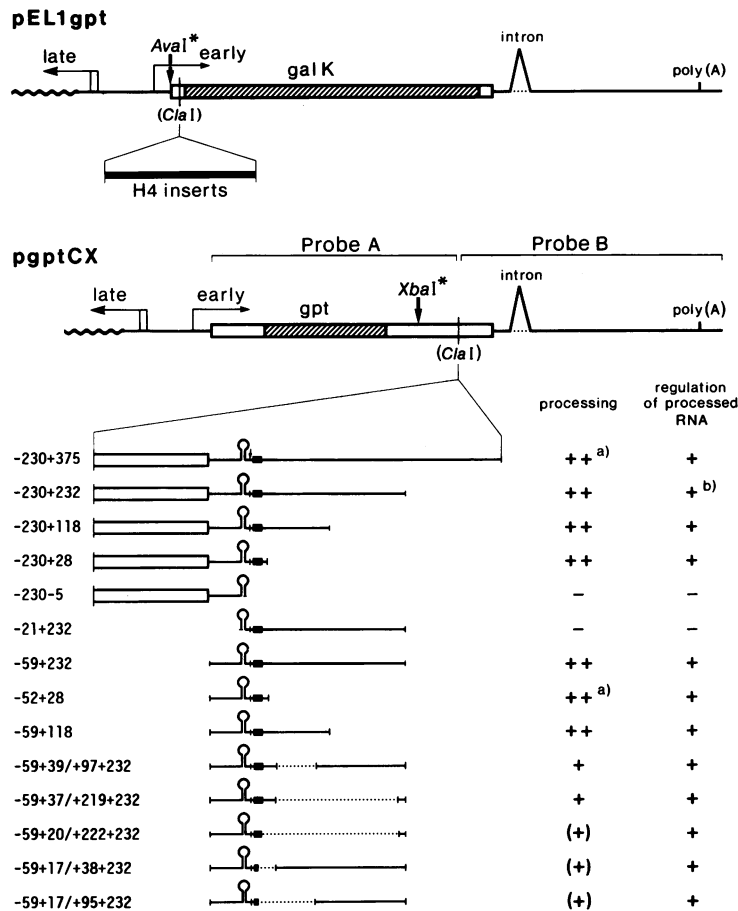 pEL1gpt
intron
AvaI*
late
early
gal K
poly(A)
(ClaI)
H4 inserts
Probe A
Probe B
pgptCX
intron
XbaI*
late
early
gpt
poly(A)
(ClaI)
processing
regulation
of processed
RNA
-230+375 ++ a) +
-230+232 ++ + b)
-230+118 ++ +
-230+28 ++ +
-230-5 – –
-21+232 – –
-59+232 ++ +
-52+28 ++ a) +
-59+118 ++ +
-59+39/+97+232 + +
-59+37/+219+232 + +
-59+20/+222+232 (+) +
-59+17/+38+232 (+) +
-59+17/+95+232 (+) +